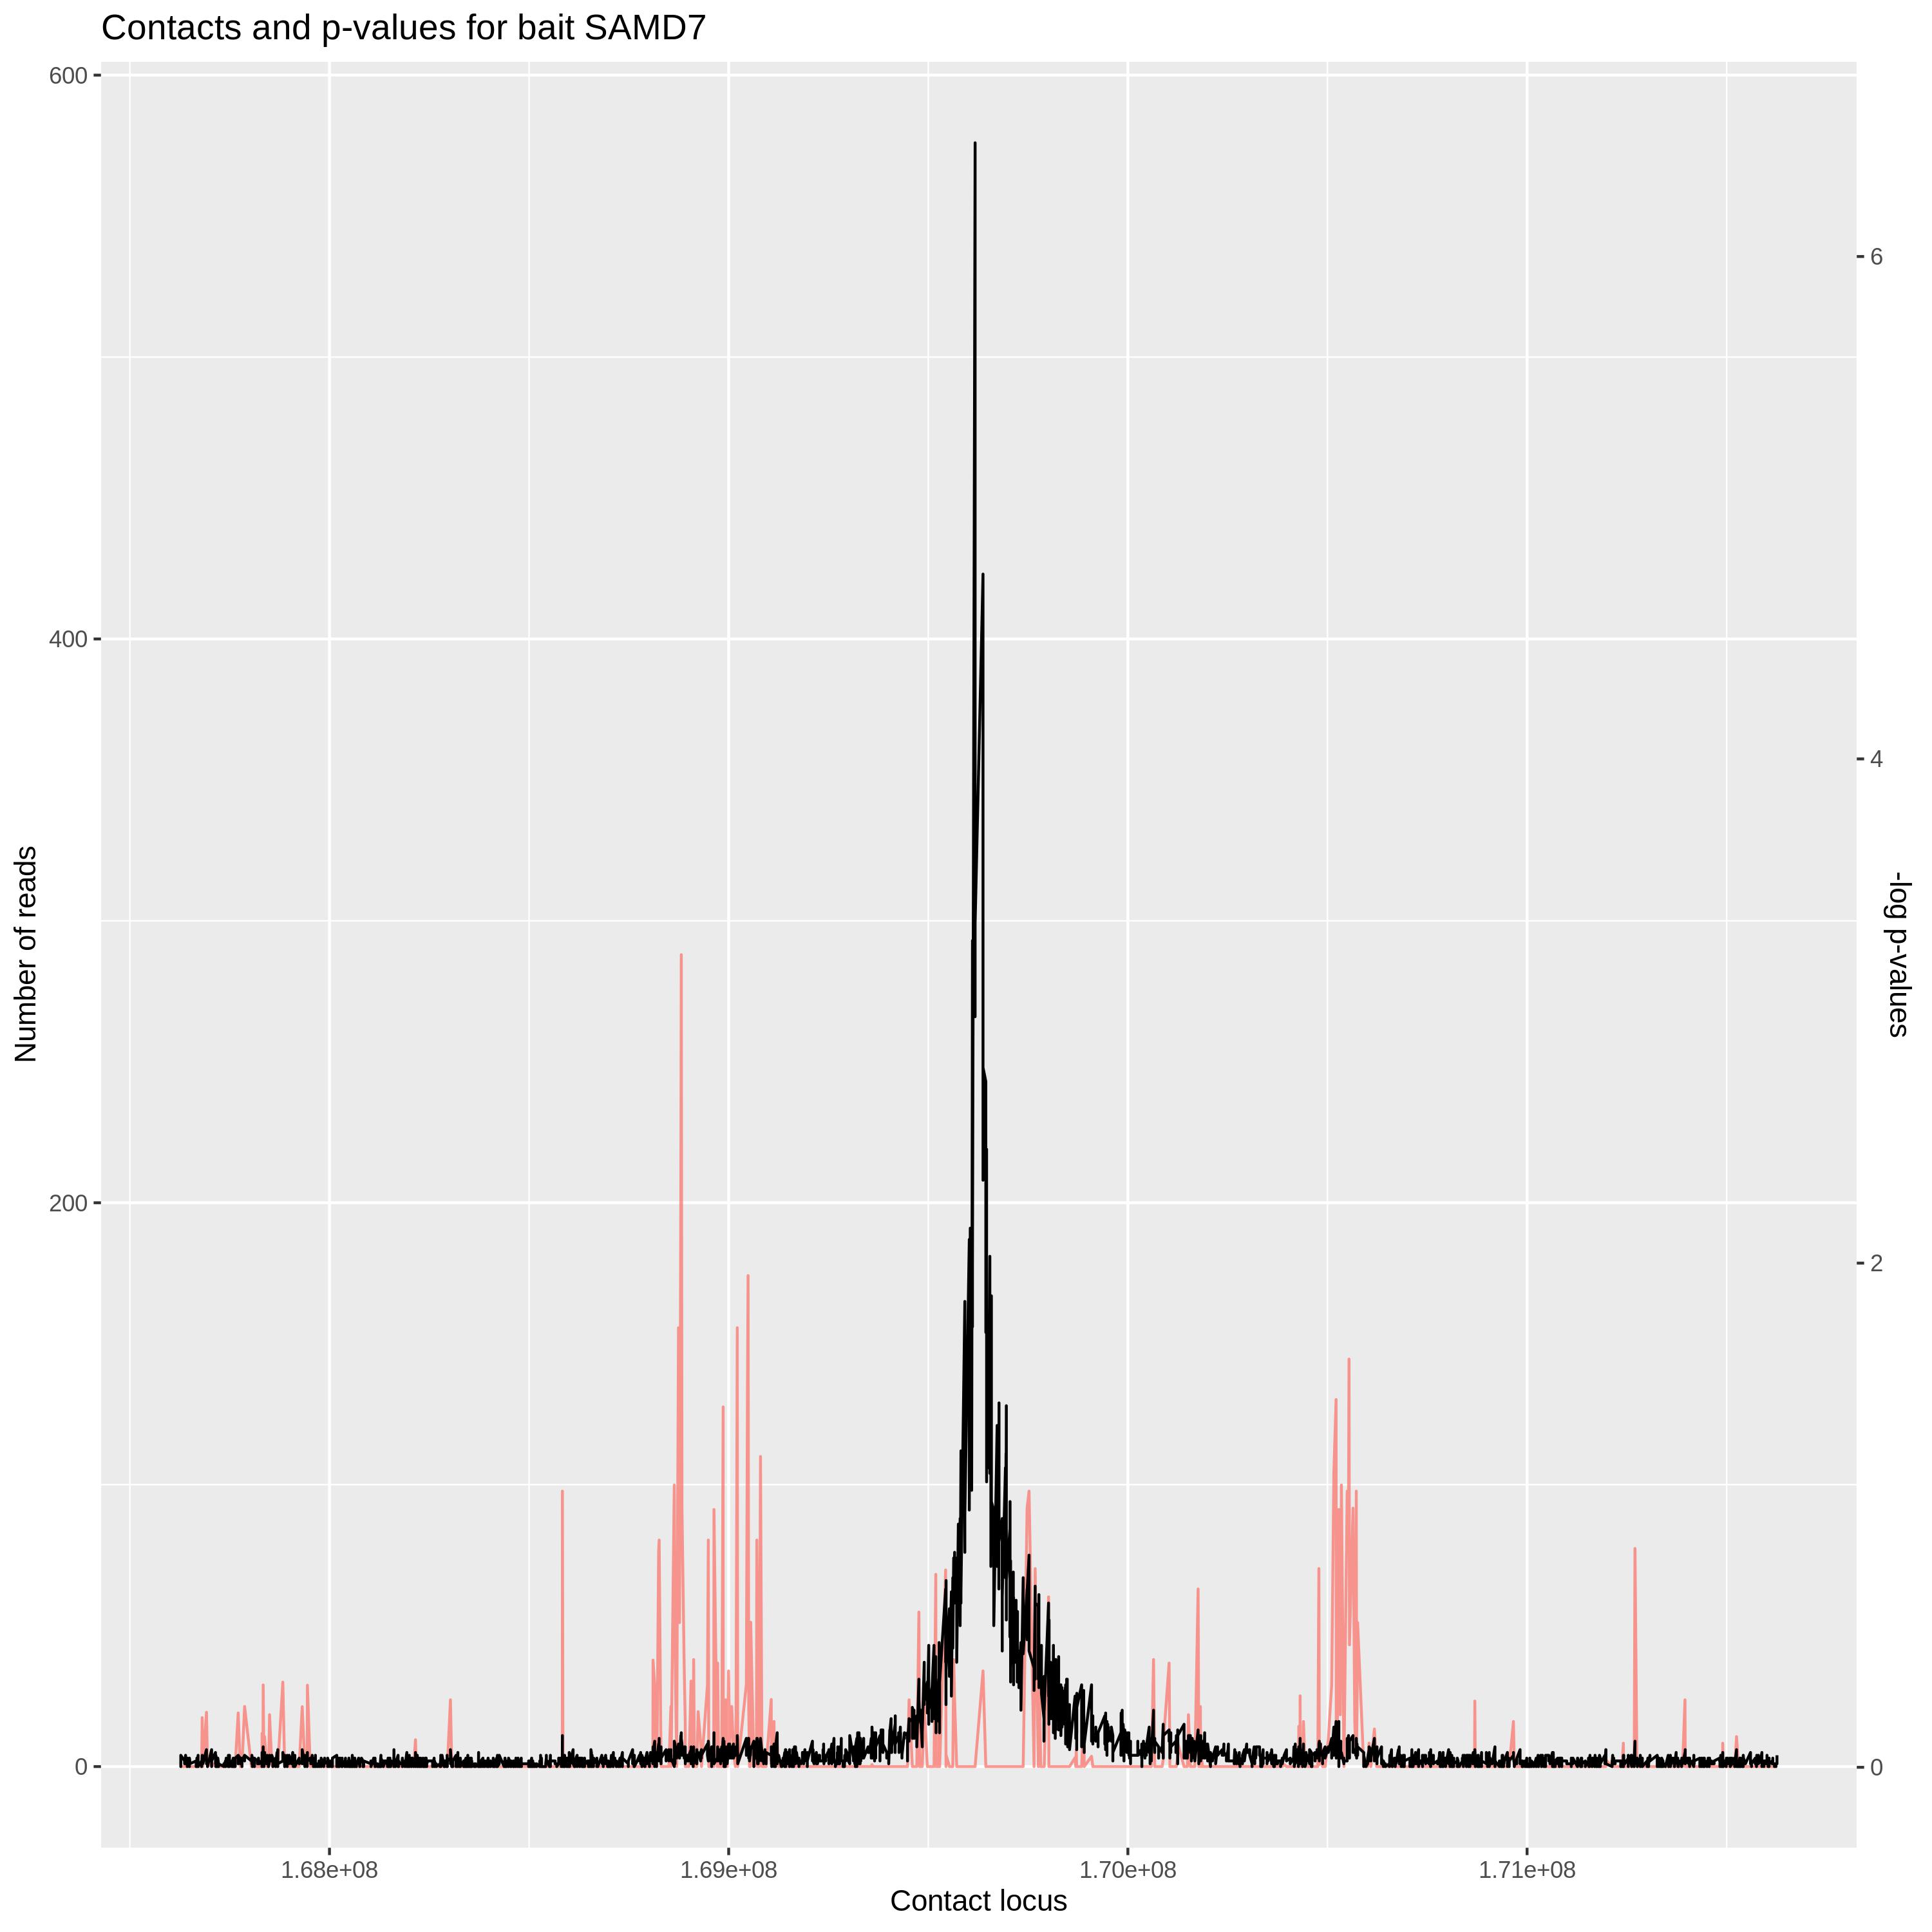 Contacts and p-values for bait SAMD7
600
400
200
0
Number of reads
6
4
2
0
-log p-values
1.68e+08
1.69e+08
1.70e+08
1.71e+08
Contact locus